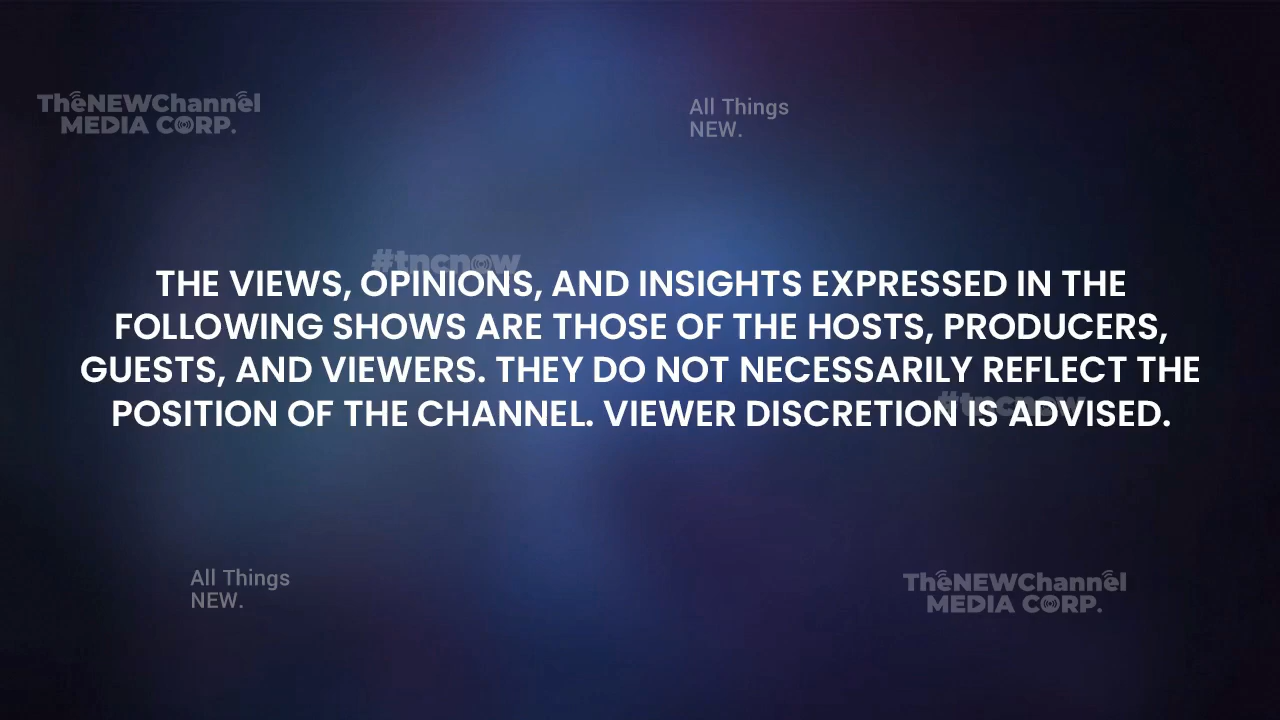 TheNEWChannel
MEDIA CORP.
All Things
NEW.
#tncnow
THE VIEWS, OPINIONS, AND INSIGHTS EXPRESSED IN THE
FOLLOWING SHOWS ARE THOSE OF THE HOSTS, PRODUCERS,
GUESTS, AND VIEWERS. THEY DO NOT NECESSARILY REFLECT THE
#tncnow
POSITION OF THE CHANNEL. VIEWER DISCRETION IS ADVISED.
All Things
NEW.
TheNEWChannel
MEDIA CORP.